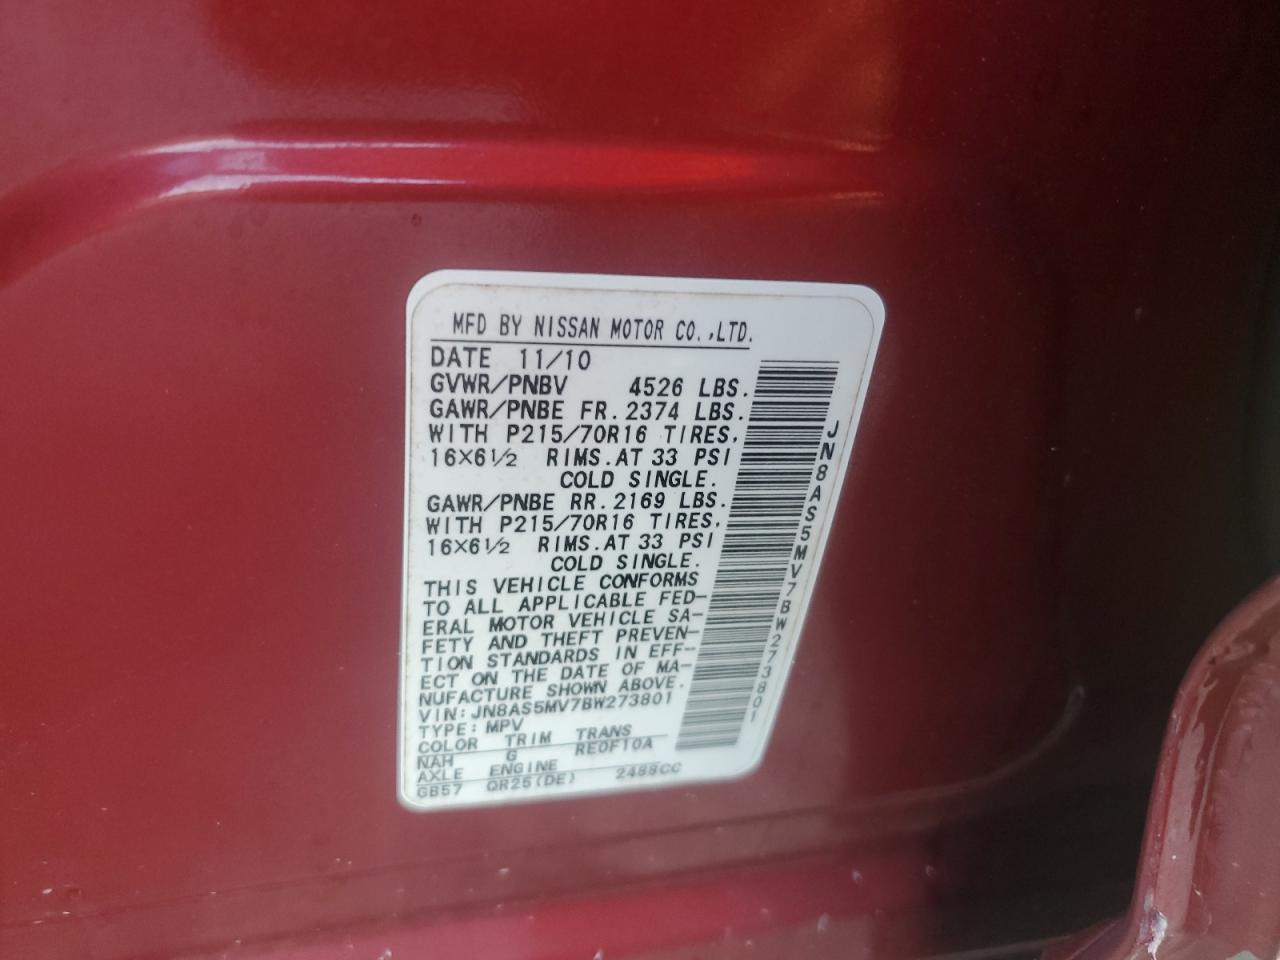 MFD BY NISSAN MOTOR CO.,LTD.
DATE 11/10
GVWR/PNBV 4526 LBS.
GAWR/PNBE FR.2374 LBS.
WITH P215/70R16 TIRES,
16×6½ RIMS.AT 33 PSI
COLD SINGLE.
GAWR/PNBE RR.2169 LBS.
WITH P215/70R16 TIRES,
16×6½ RIMS.AT 33 PSI
COLD SINGLE.
THIS VEHICLE CONFORMS
TO ALL APPLICABLE FED-
ERAL MOTOR VEHICLE SA-
FETY AND THEFT PREVEN-
TION STANDARDS IN EFF-
ECT ON THE DATE OF MA-
NUFACTURE SHOWN ABOVE.
VIN:JN8AS5MV7BW273801
TYPE:MPV
COLOR TRIM TRANS
NAH G RE0F10A
AXLE ENGINE
GB57 QR25(DE) 2488CC
JN8AS5MV7BW273801